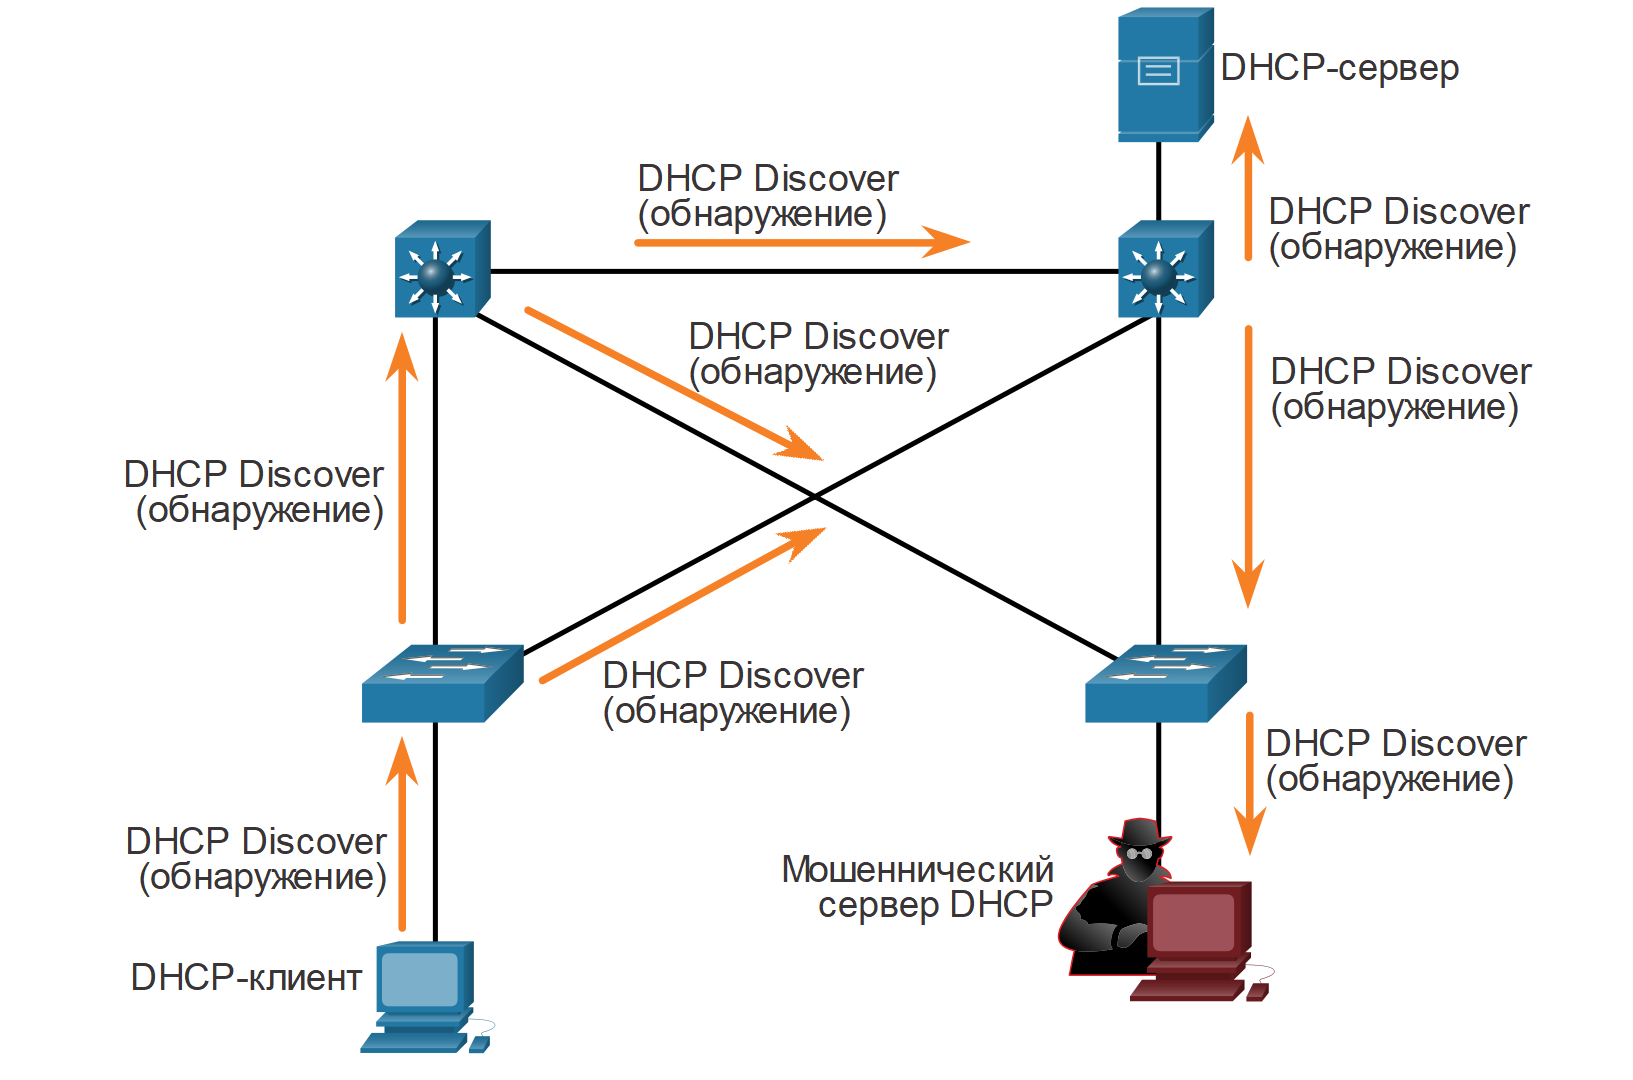 DHCP-сервер
DHCP Discover
(обнаружение)
DHCP Discover
(обнаружение)
DHCP Discover
(обнаружение)
DHCP Discover
(обнаружение)
DHCP Discover
(обнаружение)
DHCP Discover
(обнаружение)
DHCP Discover
(обнаружение)
DHCP Discover
(обнаружение)
Мошеннический
сервер DHCP
DHCP-клиент